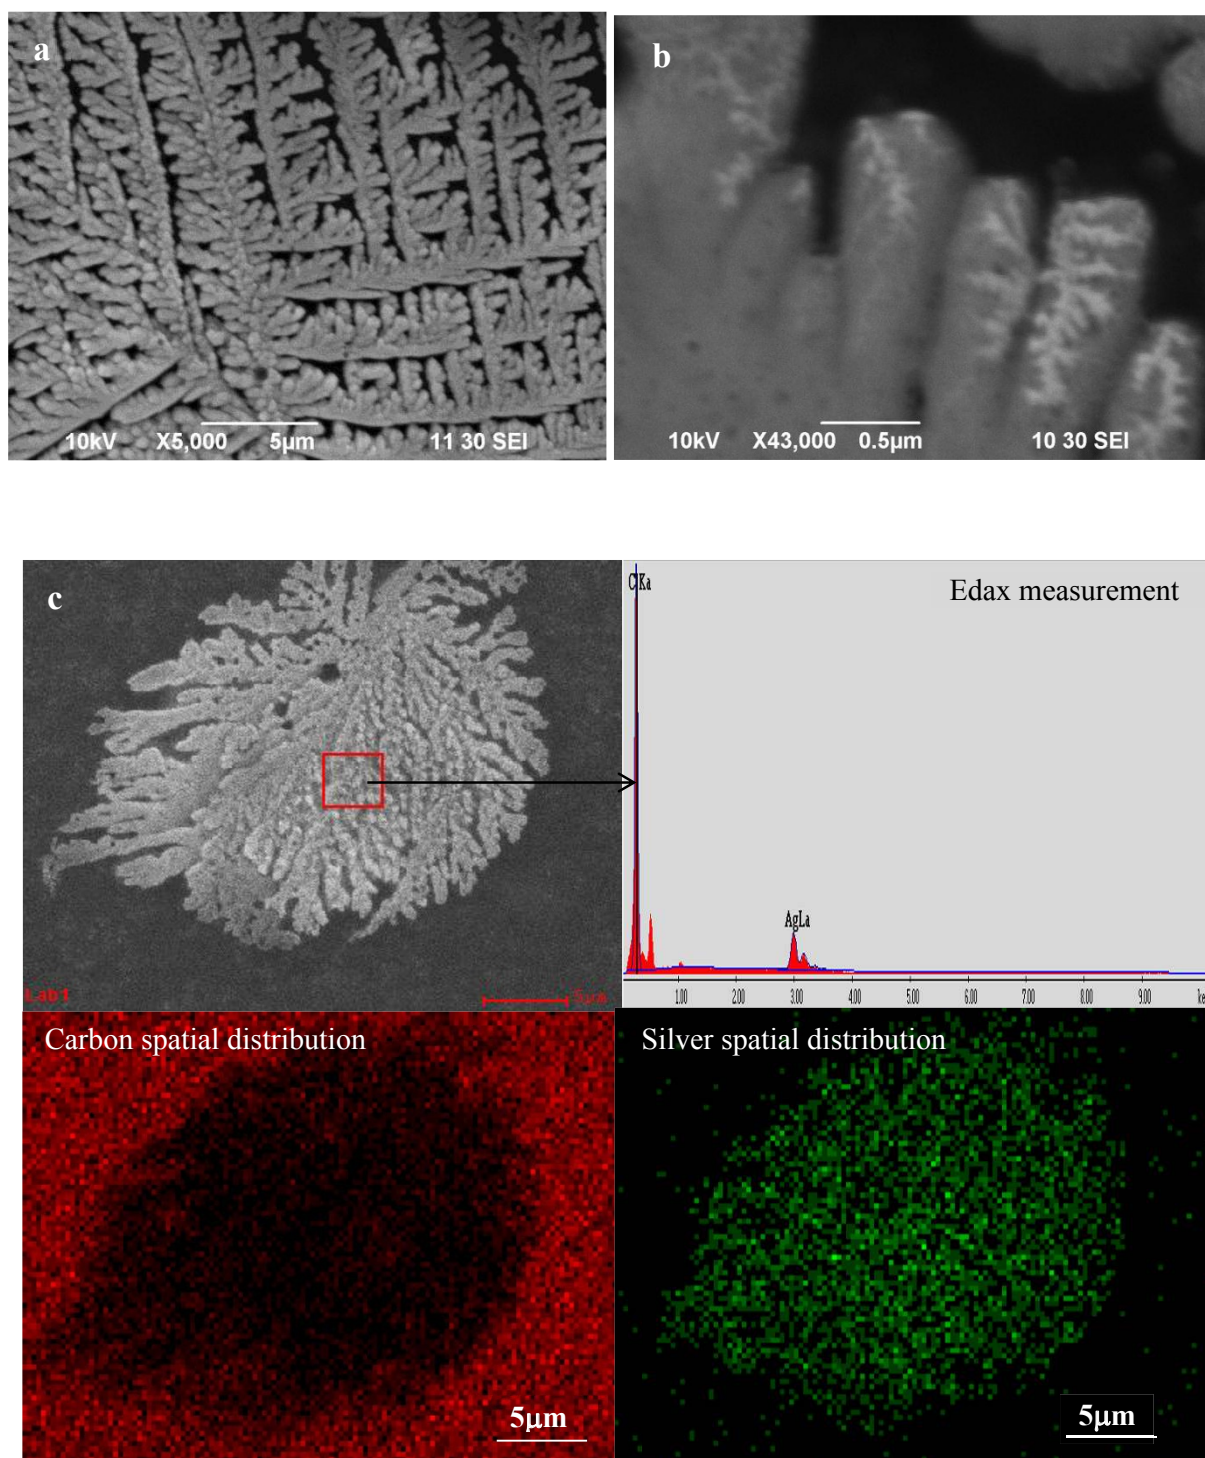 a
10kV X5,000 5µm 11 30 SEI
b
10kV X43,000 0.5µm 10 30 SEI
c
Lab1
5µm
C Ka
Edax measurement
AgLa
1.00 2.00 3.00 4.00 5.00 6.00 7.00 8.00 9.00
Carbon spatial distribution
5µm
Silver spatial distribution
5µm